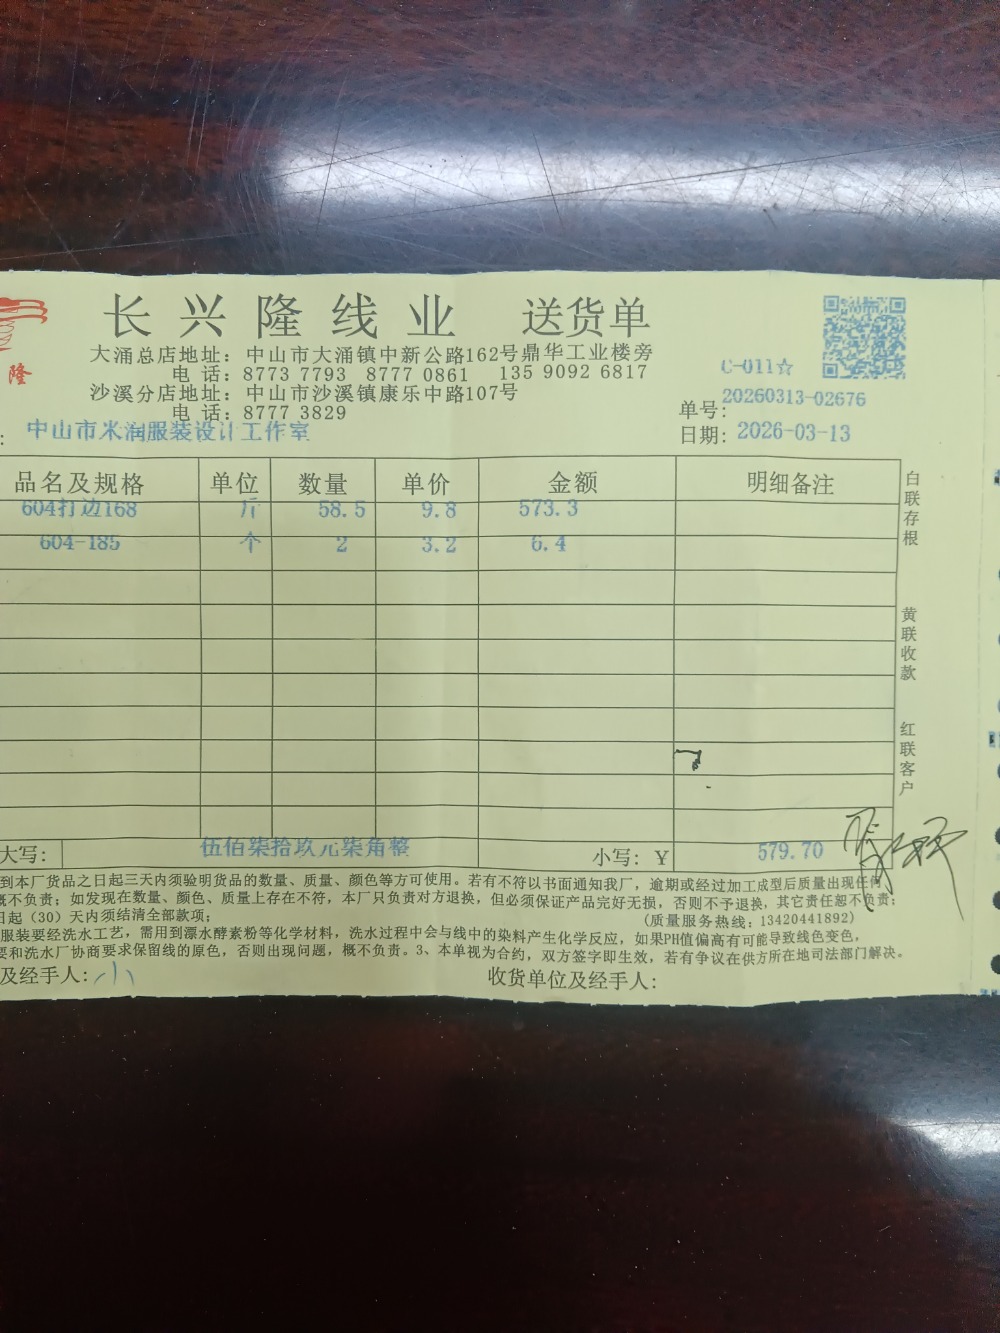 长兴隆线业 送货单
隆
大涌总店地址：中山市大涌镇中新公路162号鼎华工业楼旁
电 话：8773 7793 8777 0861 135 9092 6817
沙溪分店地址：中山市沙溪镇康乐中路107号
电 话：8777 3829
C-011☆
单号：20260313-02676
：中山市米润服装设计工作室
日期：2026-03-13
品名及规格 单位 数量 单价 金额 明细备注
604打边168 斤 58.5 9.8 573.3
604-185 个 2 3.2 6.4
白联存根
黄联收款
红联客户
大写：伍佰柒拾玖元柒角整 小写：¥ 579.70
到本厂货品之日起三天内须验明货品的数量、质量、颜色等方可使用。若有不符以书面通知我厂，逾期或经过加工成型后质量出现任何
概不负责；如发现在数量、颜色、质量上存在不符，本厂只负责对方退换，但必须保证产品完好无损，否则不予退换，其它责任恕不负责；
日起（30）天内须结清全部款项； （质量服务热线：13420441892）
服装要经洗水工艺，需用到漂水酵素粉等化学材料，洗水过程中会与线中的染料产生化学反应，如果PH值偏高有可能导致线色变色，
要和洗水厂协商要求保留线的原色，否则出现问题，概不负责。3、本单视为合约，双方签字即生效，若有争议在供方所在地司法部门解决。
及经手人：小 收货单位及经手人：